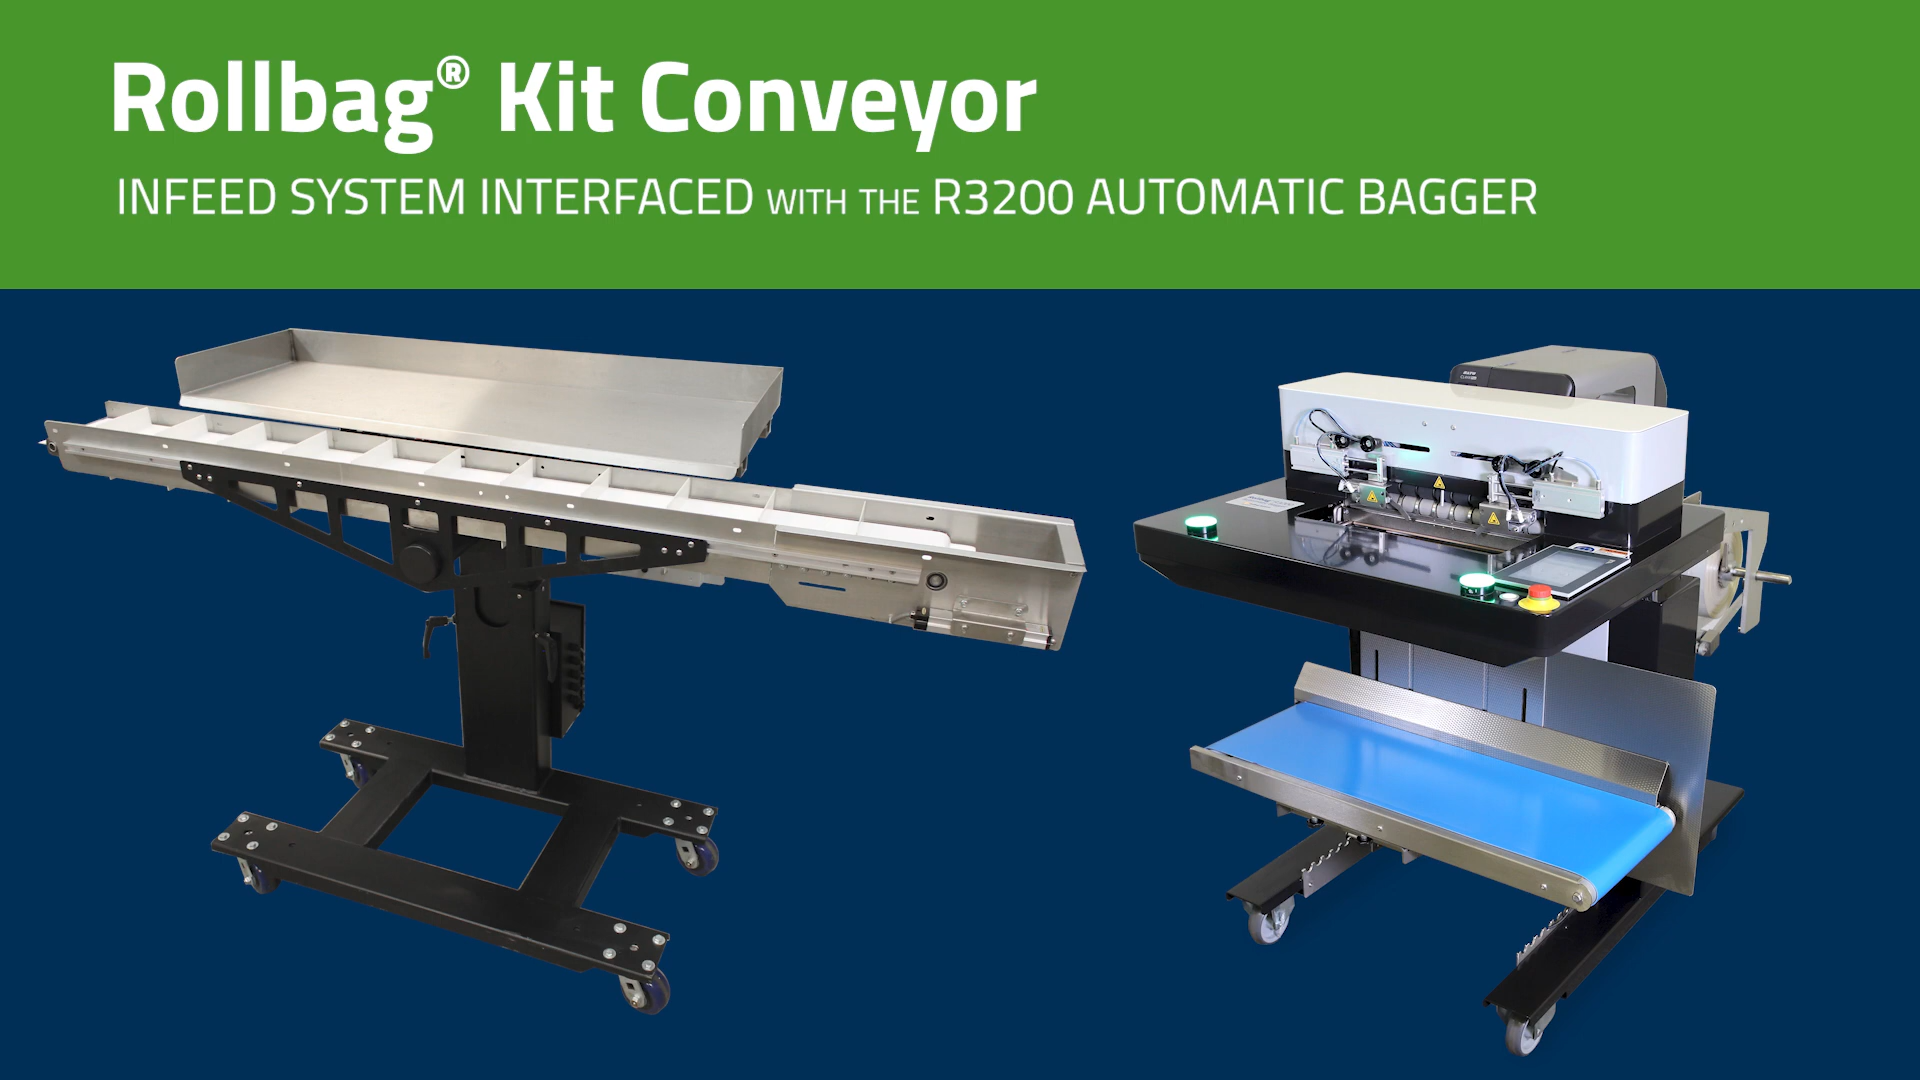 Rollbag® Kit Conveyor
INFEED SYSTEM INTERFACED WITH THE R3200 AUTOMATIC BAGGER